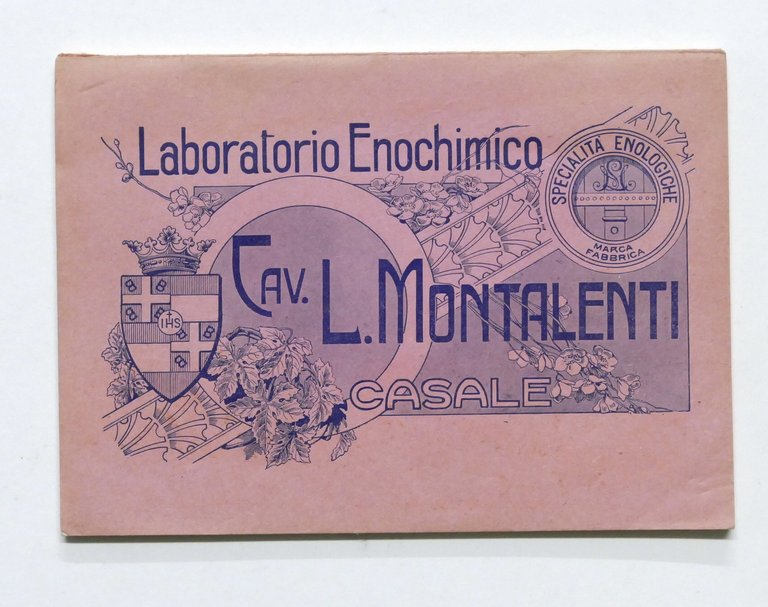 Laboratorio Enochimico
SPECIALITÀ ENOLOGICHE
MARCA
FABBRICA
CAV. L. MONTALENTI
IHS
CASALE